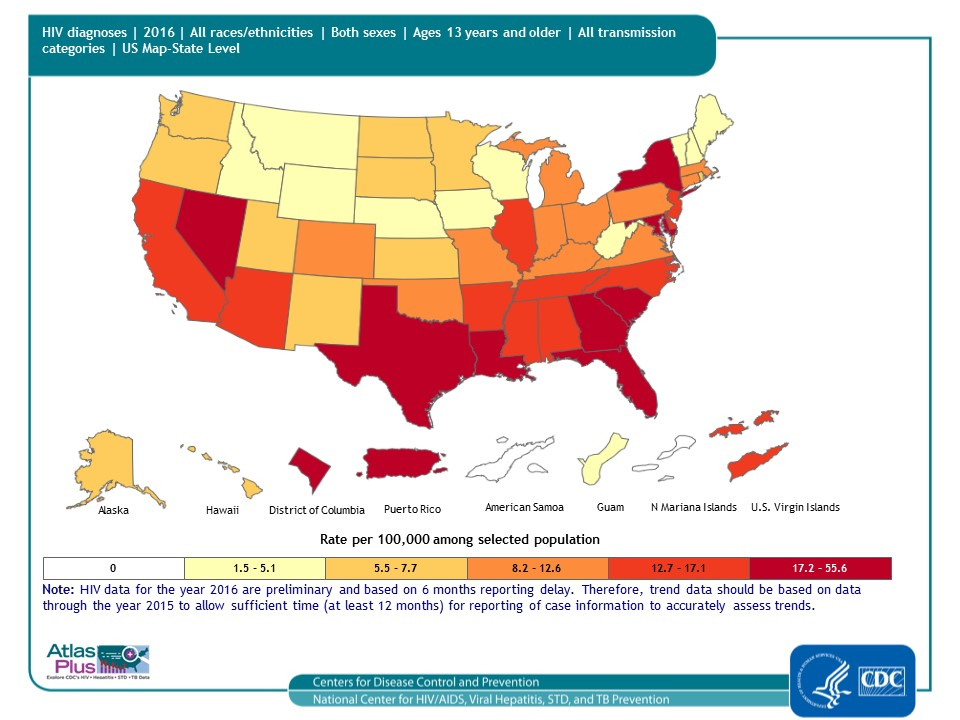 HIV diagnoses | 2016 | All races/ethnicities | Both sexes | Ages 13 years and older | All transmission
categories | US Map-State Level
Alaska
Hawaii
District of Columbia
Puerto Rico
American Samoa
Guam
N Mariana Islands
U.S. Virgin Islands
Rate per 100,000 among selected population
0
1.5 - 5.1
5.5 - 7.7
8.2 - 12.6
12.7 - 17.1
17.2 - 55.6
Note: HIV data for the year 2016 are preliminary and based on 6 months reporting delay. Therefore, trend data should be based on data
through the year 2015 to allow sufficient time (at least 12 months) for reporting of case information to accurately assess trends.
Atlas
Plus
Explore CDC's HIV • Hepatitis • STD • TB Data
Centers for Disease Control and Prevention
National Center for HIV/AIDS, Viral Hepatitis, STD, and TB Prevention
CDC